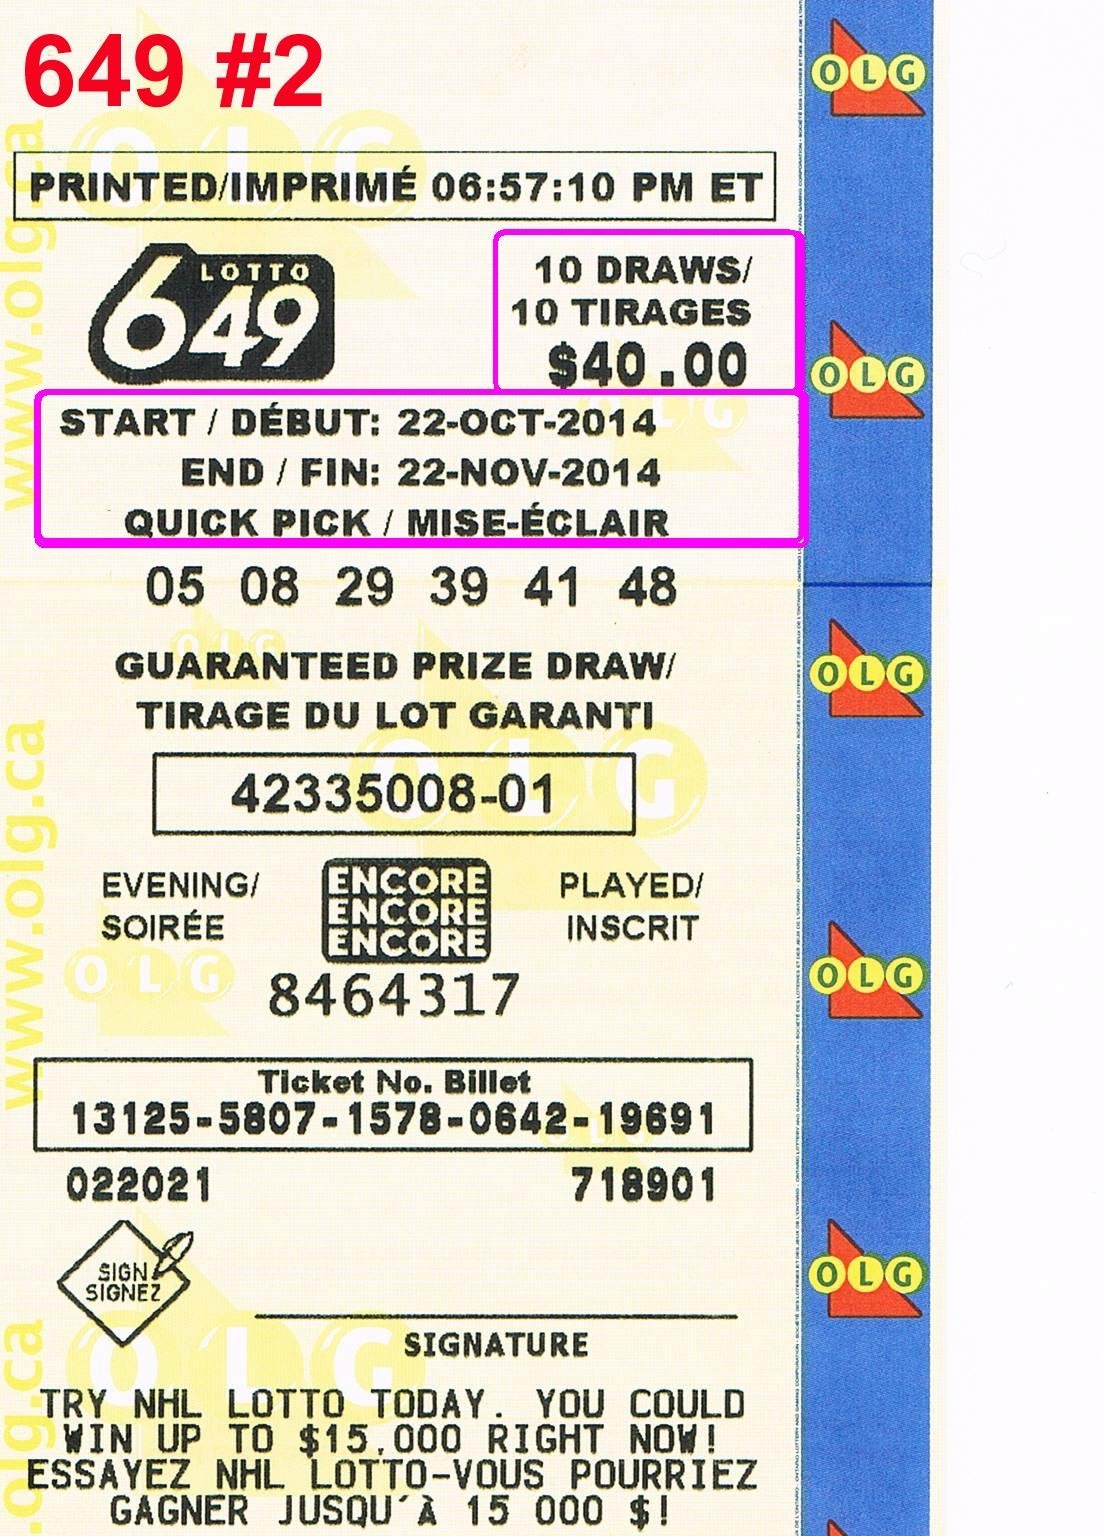 649 #2
PRINTED/IMPRIMÉ 06:57:10 PM ET
LOTTO
649
10 DRAWS/
10 TIRAGES
$40.00
START / DÉBUT: 22-OCT-2014
END / FIN: 22-NOV-2014
QUICK PICK / MISE-ÉCLAIR
05 08 29 39 41 48
GUARANTEED PRIZE DRAW/
TIRAGE DU LOT GARANTI
42335008-01
EVENING/
SOIRÉE
ENCORE
ENCORE
ENCORE
PLAYED/
INSCRIT
8464317
Ticket No. Billet
13125-5807-1578-0642-19691
022021 718901
SIGN
SIGNEZ
SIGNATURE
TRY NHL LOTTO TODAY. YOU COULD
WIN UP TO $15,000 RIGHT NOW!
ESSAYEZ NHL LOTTO-VOUS POURRIEZ
GAGNER JUSQU'À 15 000 $!
www.olg.ca
www.olg.ca
.olg.ca
OLG
OLG
OLG
OLG
OLG